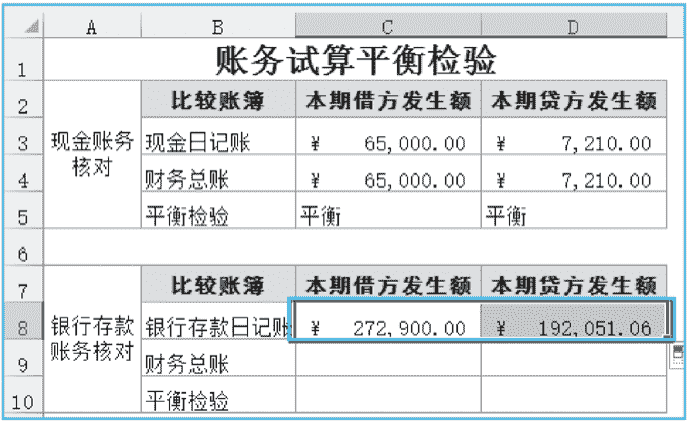 A B C D
1 账务试算平衡检验
2 比较账簿 本期借方发生额 本期贷方发生额
3 现金账务 现金日记账 ¥ 65,000.00 ¥ 7,210.00
核对
4 财务总账 ¥ 65,000.00 ¥ 7,210.00
5 平衡检验 平衡 平衡
6
7 比较账簿 本期借方发生额 本期贷方发生额
8 银行存款 银行存款日记账 ¥ 272,900.00 ¥ 192,051.06
账务核对
9 财务总账
10 平衡检验